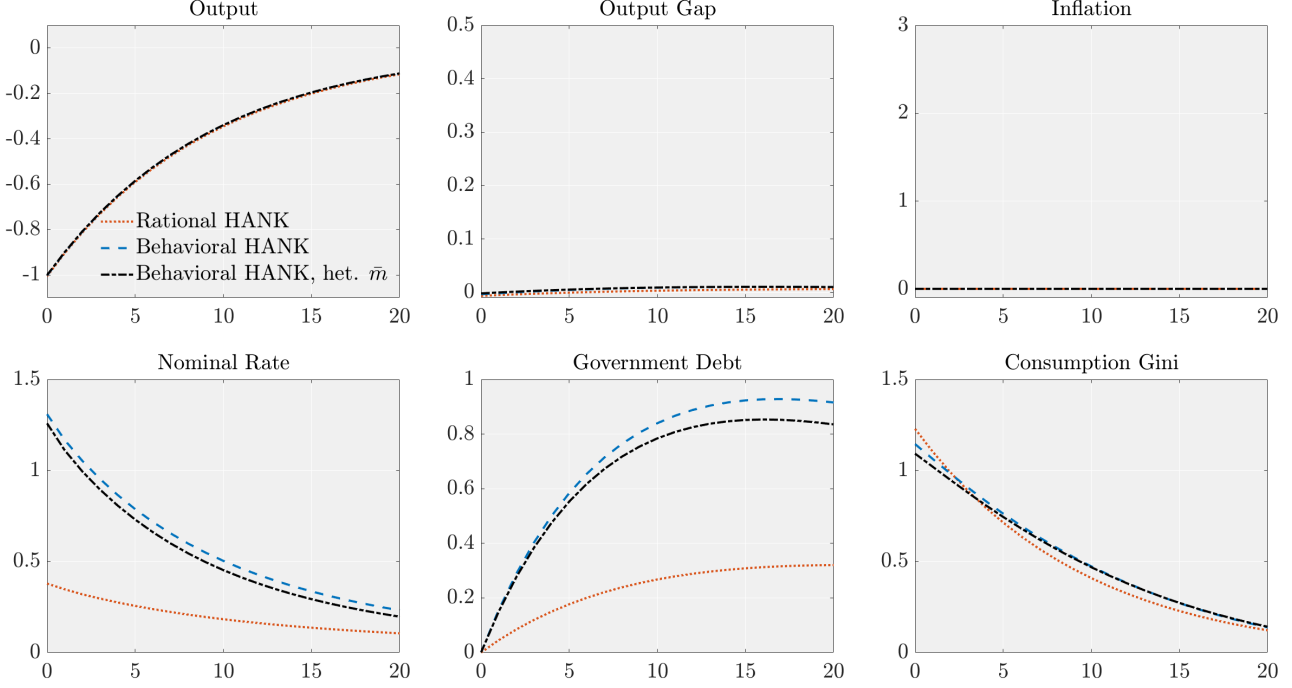 Output
0
-0.2
-0.4
-0.6
-0.8
-1
0 5 10 15 20
Rational HANK
Behavioral HANK
Behavioral HANK, het. m̄
Output Gap
0.5
0.4
0.3
0.2
0.1
0
0 5 10 15 20
Inflation
3
2
1
0
0 5 10 15 20
Nominal Rate
1.5
1
0.5
0
0 5 10 15 20
Government Debt
1
0.8
0.6
0.4
0.2
0
0 5 10 15 20
Consumption Gini
1.5
1
0.5
0
0 5 10 15 20